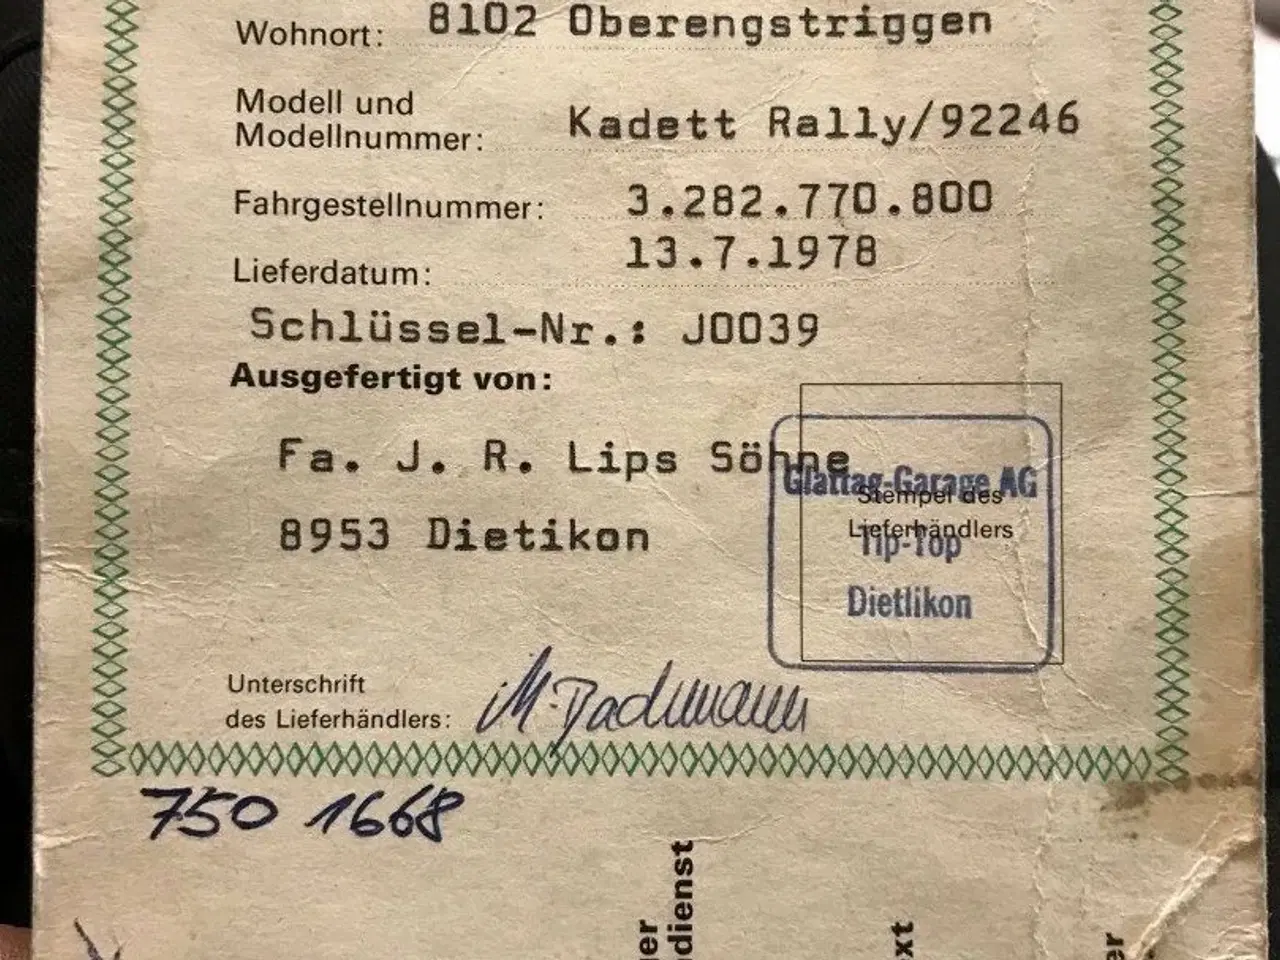 Wohnort: 8102 Oberengstriggen
Modell und
Modellnummer: Kadett Rally/92246
Fahrgestellnummer: 3.282.770.800
Lieferdatum: 13.7.1978
Schlüssel-Nr.: J0039
Ausgefertigt von:
Fa. J. R. Lips Söhne
8953 Dietikon
Glattag-Garage AG
Stempel des
Lieferhändlers
Tip-Top
Dietlikon
Unterschrift
des Lieferhändlers: M. Bachmann
750 1668